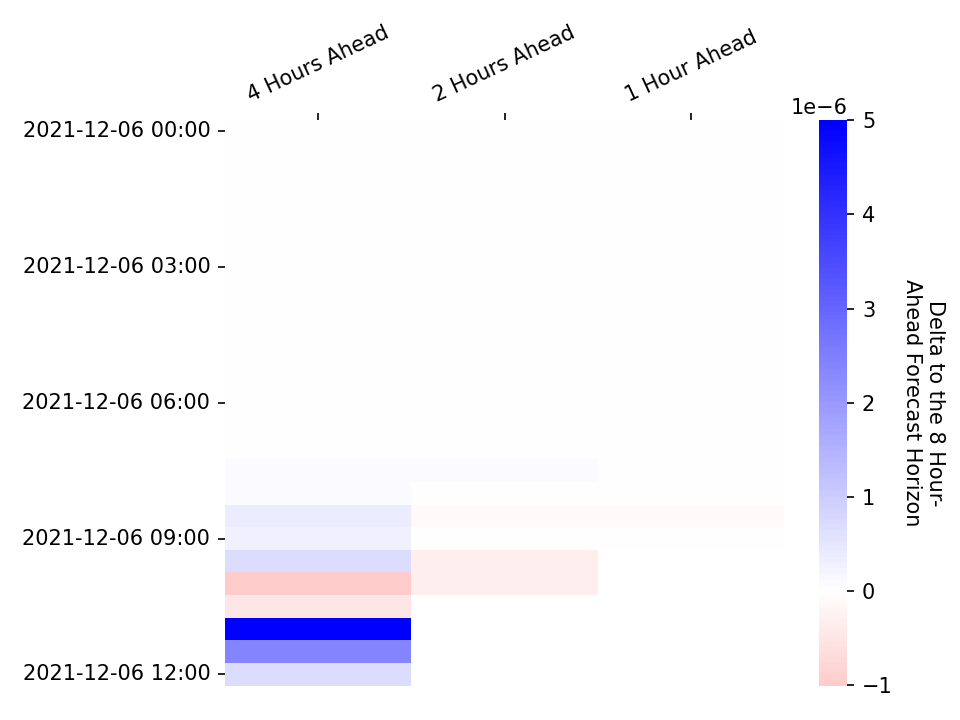 4 Hours Ahead
2 Hours Ahead
1 Hour Ahead
1e−6
2021-12-06 00:00
2021-12-06 03:00
2021-12-06 06:00
2021-12-06 09:00
2021-12-06 12:00
5
4
3
2
1
0
−1
Delta to the 8 Hour-
Ahead Forecast Horizon